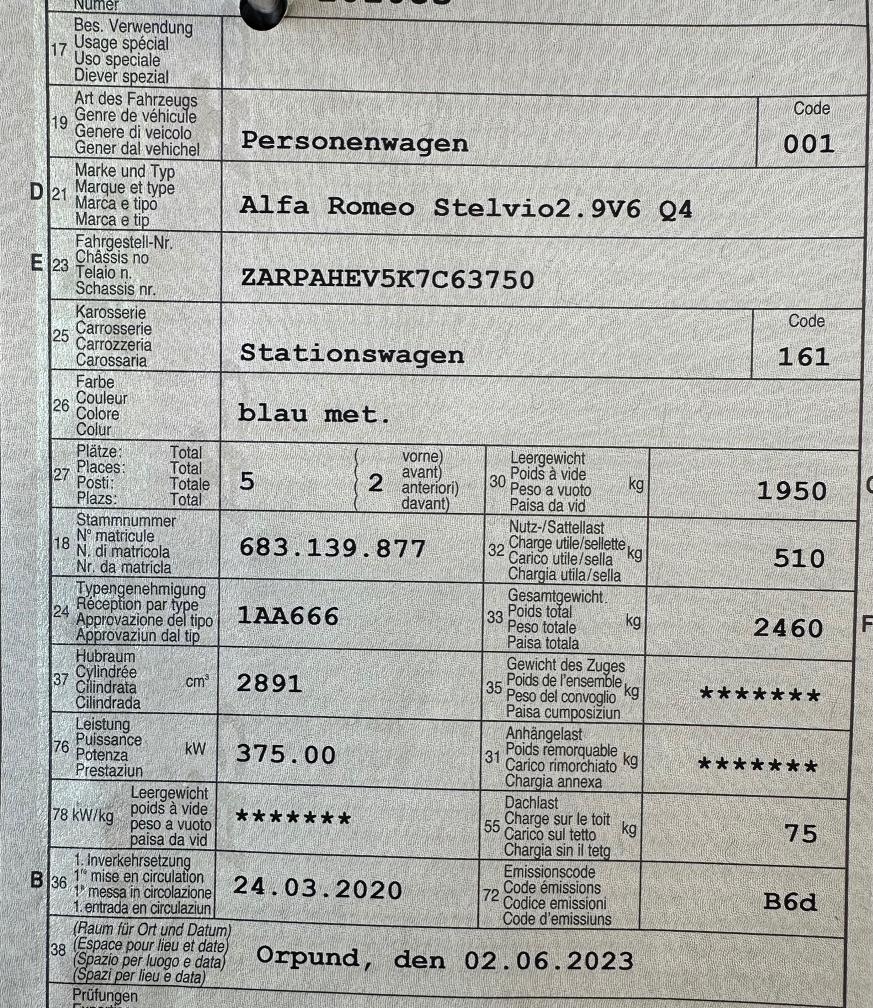 Numer
17 Bes. Verwendung
Usage spécial
Uso speciale
Diever spezial
19 Art des Fahrzeugs
Genre de véhicule
Genere di veicolo
Gener dal vehichel
Personenwagen
Code
001
D 21 Marke und Typ
Marque et type
Marca e tipo
Marca e tip
Alfa Romeo Stelvio2.9V6 Q4
E 23 Fahrgestell-Nr.
Châssis no
Telaio n.
Schassis nr.
ZARPAHEV5K7C63750
25 Karosserie
Carrosserie
Carrozzeria
Carossaria
Stationswagen
Code
161
26 Farbe
Couleur
Colore
Colur
blau met.
27 Plätze: Total
Places: Total
Posti: Totale
Plazs: Total
5
( 2 vorne)
avant)
anteriori)
davant)
30 Leergewicht
Poids à vide
Peso a vuoto
Paisa da vid
kg
1950
18 Stammnummer
N° matricule
N. di matricola
Nr. da matricla
683.139.877
32 Nutz-/Sattellast
Charge utile/sellette
Carico utile/sella
Chargia utila/sella
kg
510
24 Typengenehmigung
Réception par type
Approvazione del tipo
Approvaziun dal tip
1AA666
33 Gesamtgewicht
Poids total
Peso totale
Paisa totala
kg
2460
F
37 Hubraum
Cylindrée
Cilindrata
Cilindrada
cm³
2891
35 Gewicht des Zuges
Poids de l'ensemble
Peso del convoglio
Paisa cumposiziun
kg
*******
76 Leistung
Puissance
Potenza
Prestaziun
kW
375.00
31 Anhängelast
Poids remorquable
Carico rimorchiato
Chargia annexa
kg
*******
78 kW/kg Leergewicht
poids à vide
peso a vuoto
paisa da vid
*******
55 Dachlast
Charge sur le toit
Carico sul tetto
Chargia sin il tetg
kg
75
B 36 1. Inverkehrsetzung
1re mise en circulation
1a messa in circolazione
1. entrada en circulaziun
24.03.2020
72 Emissionscode
Code émissions
Codice emissioni
Code d'emissiuns
B6d
38 (Raum für Ort und Datum)
(Espace pour lieu et date)
(Spazio per luogo e data)
(Spazi per lieu e data)
Orpund, den 02.06.2023
Prüfungen